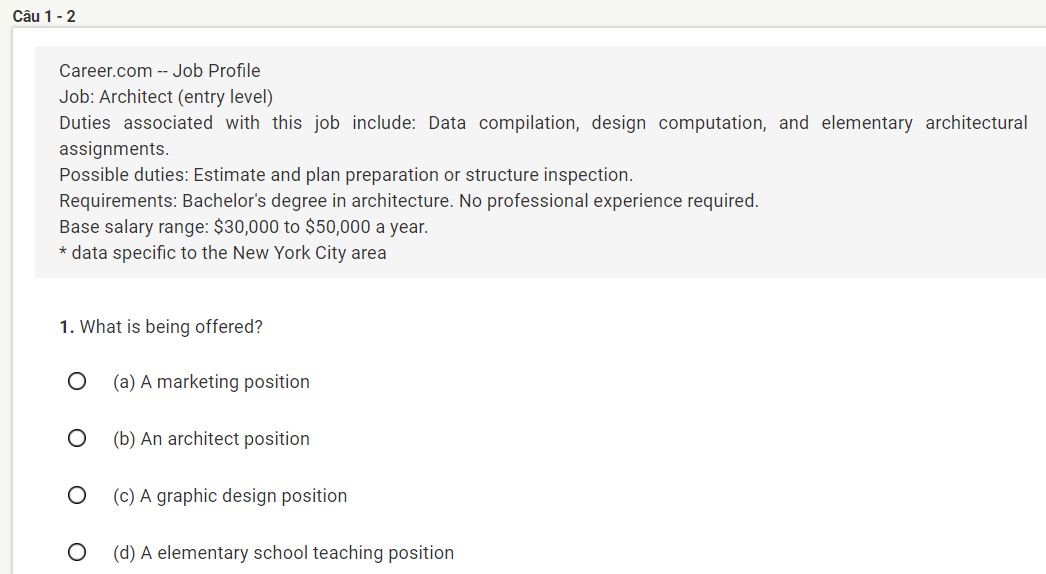 Câu 1 - 2
Career.com -- Job Profile
Job: Architect (entry level)
Duties associated with this job include: Data compilation, design computation, and elementary architectural
assignments.
Possible duties: Estimate and plan preparation or structure inspection.
Requirements: Bachelor's degree in architecture. No professional experience required.
Base salary range: $30,000 to $50,000 a year.
* data specific to the New York City area
1. What is being offered?
(a) A marketing position
(b) An architect position
(c) A graphic design position
(d) A elementary school teaching position